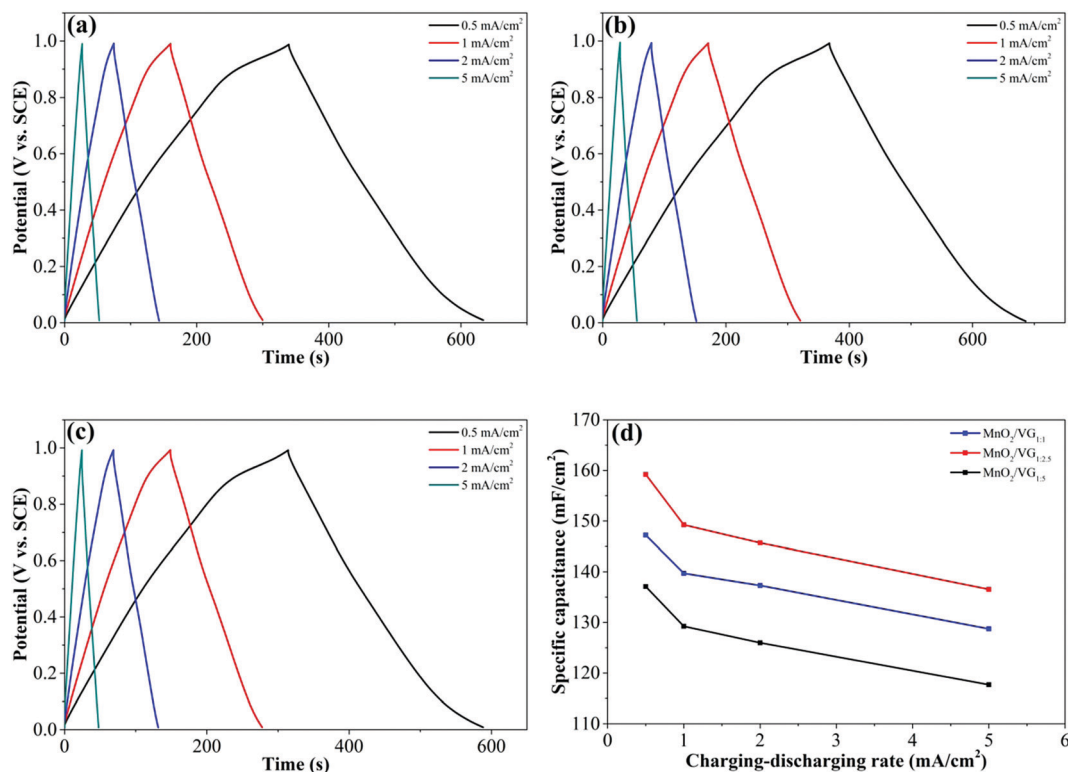 (a)
0.5 mA/cm²
1 mA/cm²
2 mA/cm²
5 mA/cm²
1.0
0.8
0.6
0.4
0.2
0.0
Potential (V vs. SCE)
0 200 400 600
Time (s)
(b)
0.5 mA/cm²
1 mA/cm²
2 mA/cm²
5 mA/cm²
1.0
0.8
0.6
0.4
0.2
0.0
Potential (V vs. SCE)
0 200 400 600
Time (s)
(c)
0.5 mA/cm²
1 mA/cm²
2 mA/cm²
5 mA/cm²
1.0
0.8
0.6
0.4
0.2
0.0
Potential (V vs. SCE)
0 200 400 600
Time (s)
(d)
MnO₂/VG₁:₁
MnO₂/VG₁:₂.₅
MnO₂/VG₁:₅
170
160
150
140
130
120
110
Specific capacitance (mF/cm²)
0 1 2 3 4 5 6
Charging-discharging rate (mA/cm²)